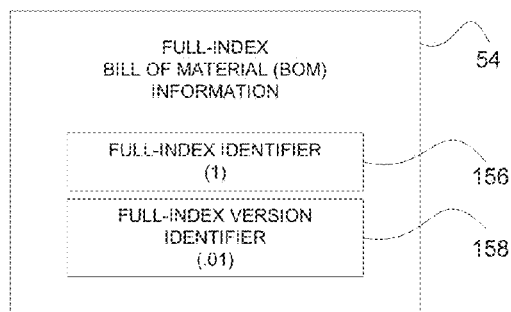 FULL-INDEX
BILL OF MATERIAL (BOM)
INFORMATION
54
FULL-INDEX IDENTIFIER
(1)
156
FULL-INDEX VERSION
IDENTIFIER
(.01)
158